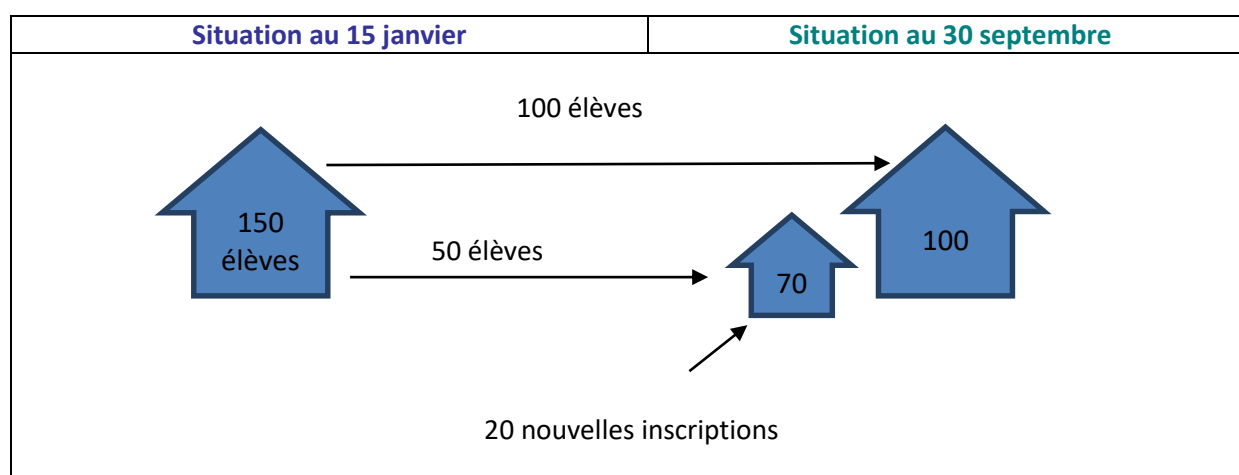 Situation au 15 janvier
Situation au 30 septembre
100 élèves
150
élèves
100
50 élèves
70
20 nouvelles inscriptions